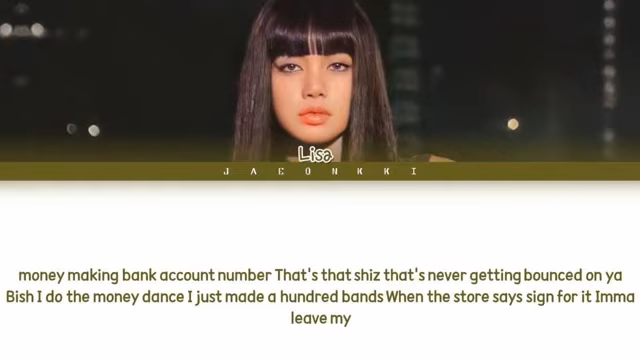 Lisa
JAEONKKI
money making bank account number That's that shiz that's never getting bounced on ya
Bish I do the money dance I just made a hundred bands When the store says sign for it Imma
leave my